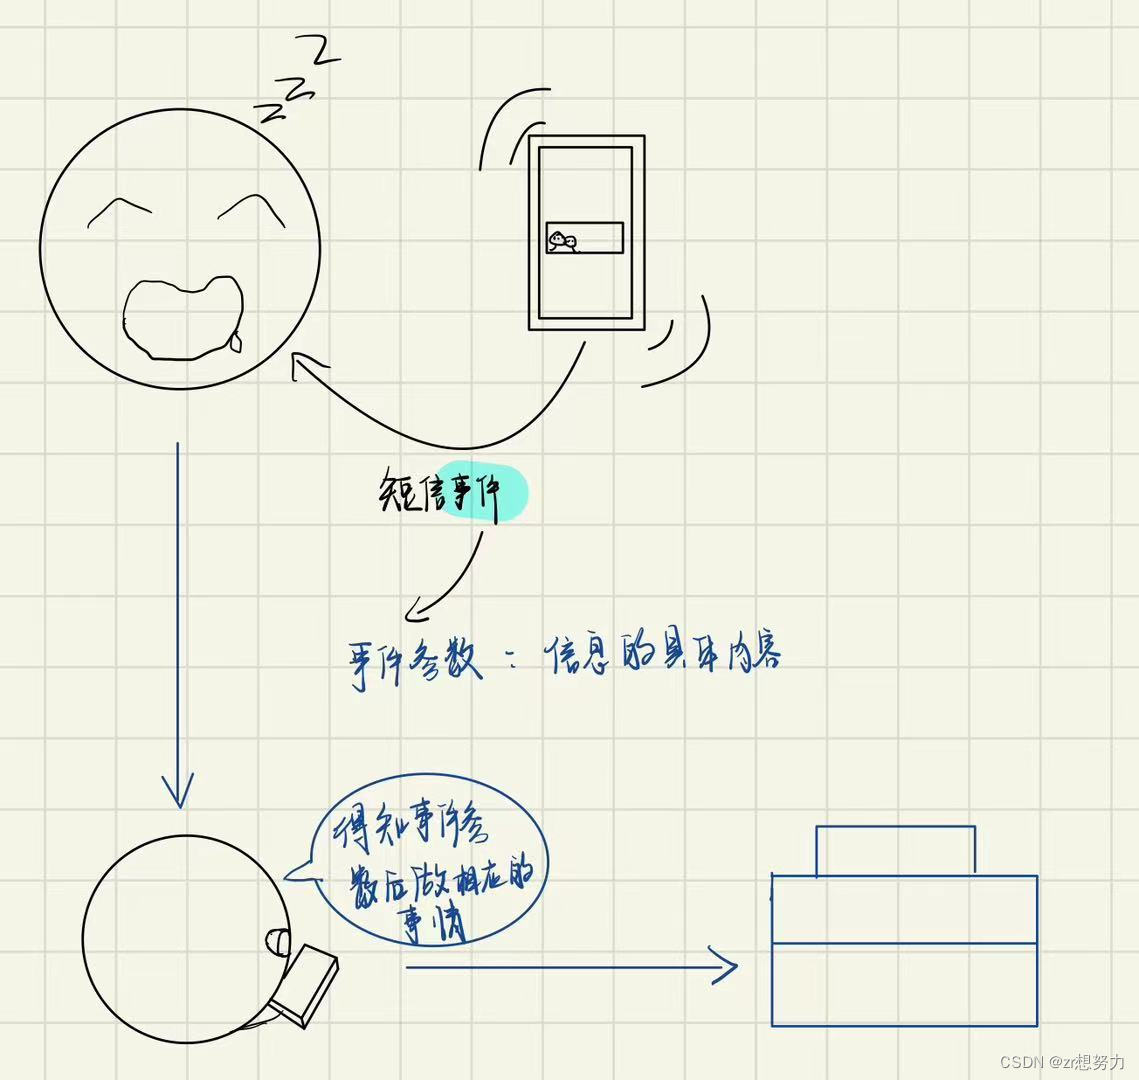 z
z
z
短信事件
事件参数：信息的具体内容
得知事件参
数后做相应的
事情
CSDN @zr想努力